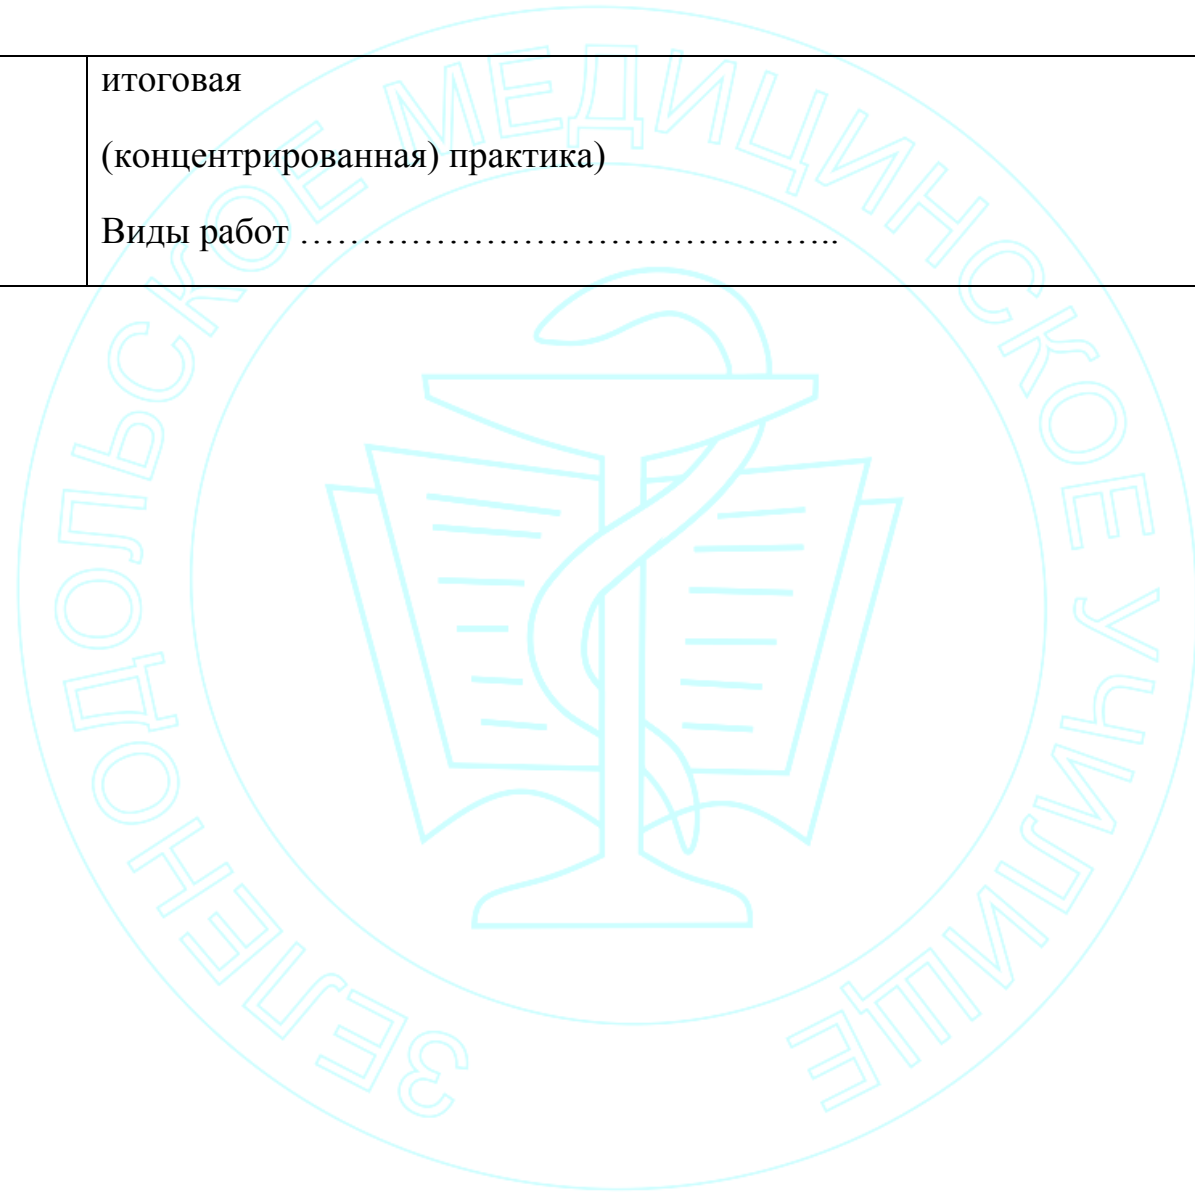 итоговая
(концентрированная) практика)
Виды работ ……………………………………..
ЗЕЛЕНОДОЛЬСКОЕ МЕДИЦИНСКОЕ УЧИЛИЩЕ